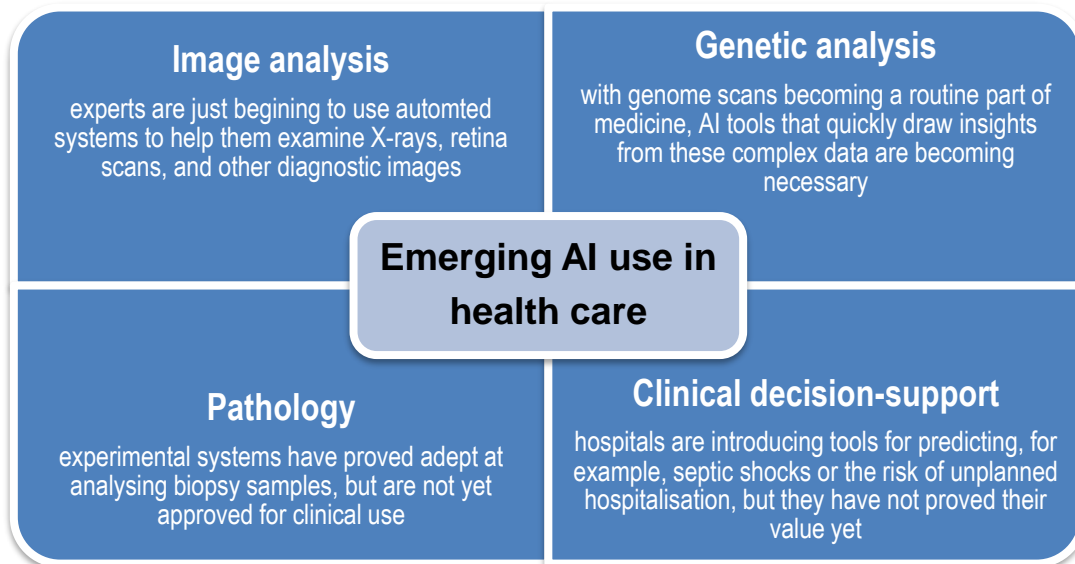 Image analysis
experts are just begining to use automted
systems to help them examine X-rays, retina
scans, and other diagnostic images
Genetic analysis
with genome scans becoming a routine part of
medicine, AI tools that quickly draw insights
from these complex data are becoming
necessary
Emerging AI use in
health care
Pathology
experimental systems have proved adept at
analysing biopsy samples, but are not yet
approved for clinical use
Clinical decision-support
hospitals are introducing tools for predicting, for
example, septic shocks or the risk of unplanned
hospitalisation, but they have not proved their
value yet